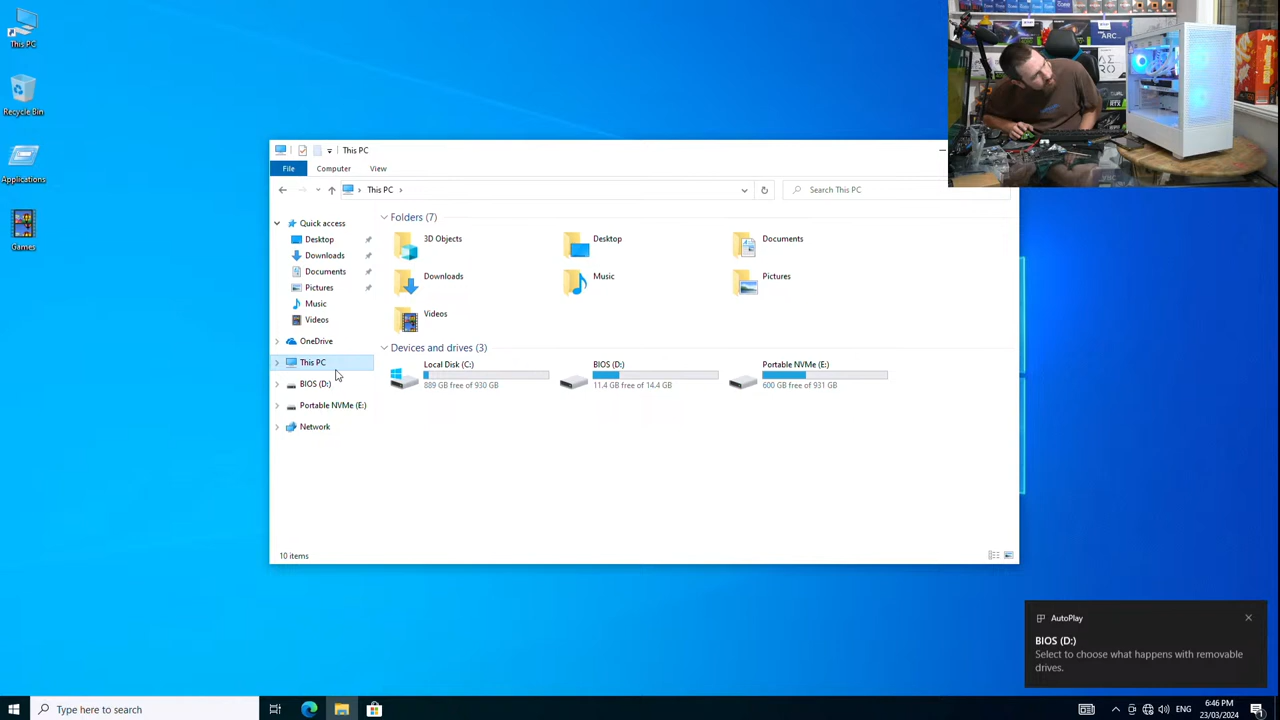 This PC
Recycle Bin
Applications
Games
This PC
File
Computer
View
This PC
Search This PC
Quick access
Desktop
Downloads
Documents
Pictures
Music
Videos
OneDrive
This PC
BIOS (D:)
Portable NVMe (E:)
Network
Folders (7)
3D Objects
Desktop
Documents
Downloads
Music
Pictures
Videos
Devices and drives (3)
Local Disk (C:)
889 GB free of 930 GB
BIOS (D:)
11.4 GB free of 14.4 GB
Portable NVMe (E:)
600 GB free of 931 GB
10 items
ARC
AutoPlay
BIOS (D:)
Select to choose what happens with removable
drives.
Type here to search
ENG
6:46 PM
23/03/2024